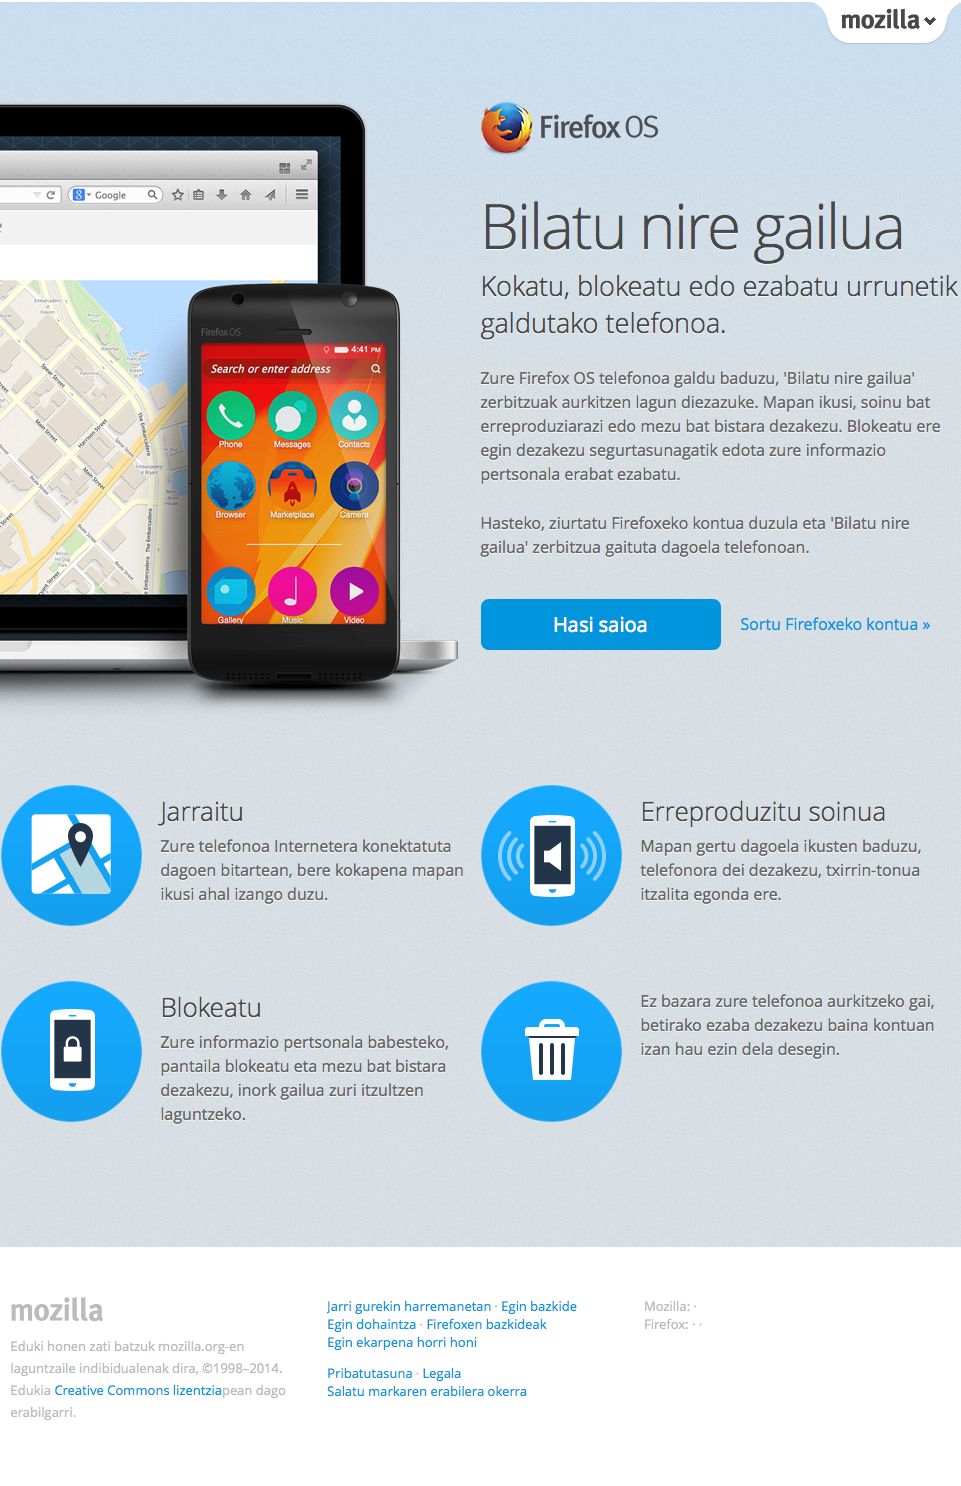 mozilla
Firefox OS
Bilatu nire gailua
Kokatu, blokeatu edo ezabatu urrunetik
galdutako telefonoa.
Zure Firefox OS telefonoa galdu baduzu, 'Bilatu nire gailua'
zerbitzuak aurkitzen lagun diezazuke. Mapan ikusi, soinu bat
erreproduziarazi edo mezu bat bistara dezakezu. Blokeatu ere
egin dezakezu segurtasunagatik edota zure informazio
pertsonala erabat ezabatu.
Hasteko, ziurtatu Firefoxeko kontua duzula eta 'Bilatu nire
gailua' zerbitzua gaituta dagoela telefonoan.
Hasi saioa
Sortu Firefoxeko kontua »
Google
Firefox OS
4:41 PM
Search or enter address
Phone
Messages
Contacts
Browser
Marketplace
Camera
Gallery
Music
Video
Jarraitu
Zure telefonoa Internetera konektatuta
dagoen bitartean, bere kokapena mapan
ikusi ahal izango duzu.
Erreproduzitu soinua
Mapan gertu dagoela ikusten baduzu,
telefonora dei dezakezu, txirrin-tonua
itzalita egonda ere.
Blokeatu
Zure informazio pertsonala babesteko,
pantaila blokeatu eta mezu bat bistara
dezakezu, inork gailua zuri itzultzen
laguntzeko.
Ez bazara zure telefonoa aurkitzeko gai,
betirako ezaba dezakezu baina kontuan
izan hau ezin dela desegin.
mozilla
Eduki honen zati batzuk mozilla.org-en
laguntzaile indibidualenak dira, ©1998–2014.
Edukia Creative Commons lizentziapean dago
erabilgarri.
Jarri gurekin harremanetan · Egin bazkide
Egin dohaintza · Firefoxen bazkideak
Egin ekarpena horri honi
Pribatutasuna · Legala
Salatu markaren erabilera okerra
Mozilla: ·
Firefox: · ·